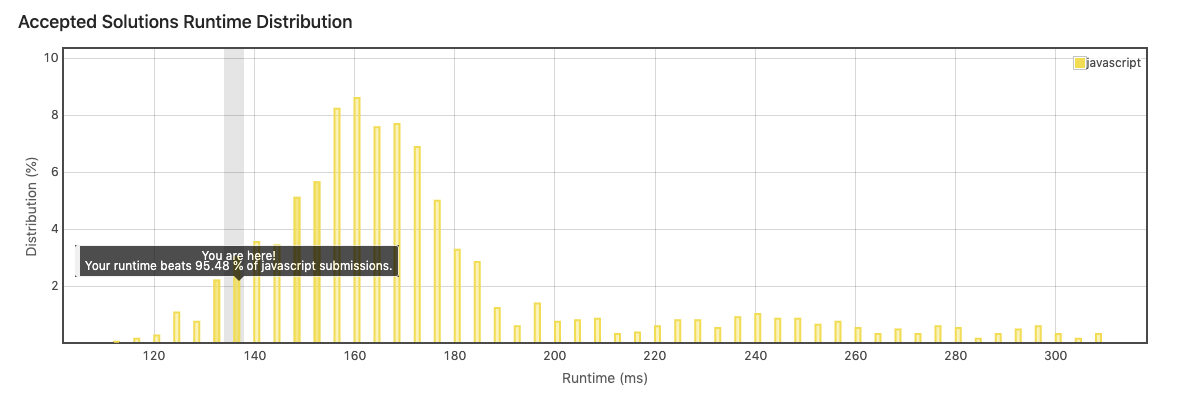 Accepted Solutions Runtime Distribution
10
javascript
8
6
4
2
Distribution (%)
You are here!
Your runtime beats 95.48 % of javascript submissions.
120 140 160 180 200 220 240 260 280 300
Runtime (ms)